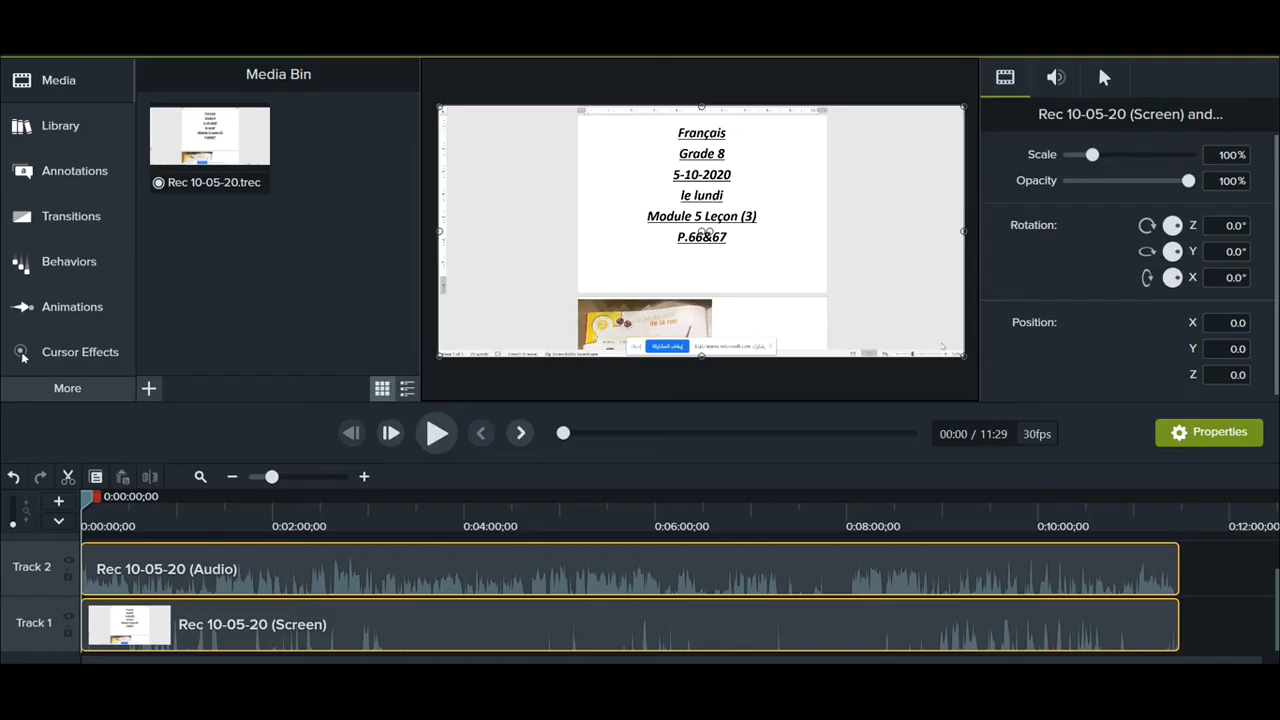 Media
Library
Annotations
Transitions
Behaviors
Animations
Cursor Effects
More
Media Bin
Rec 10-05-20.trec
Français
Grade 8
5-10-2020
le lundi
Module 5 Leçon (3)
P.66&67
de la rue
إيقاف المشاركة
Rec 10-05-20 (Screen) and...
Scale 100%
Opacity 100%
Rotation: Z 0.0°
Y 0.0°
X 0.0°
Position: X 0.0
Y 0.0
Z 0.0
00:00 / 11:29 30fps
Properties
0:00:00;00
0:00:00;00 0:02:00;00 0:04:00;00 0:06:00;00 0:08:00;00 0:10:00;00 0:12:00;00
Track 2
Rec 10-05-20 (Audio)
Track 1
Rec 10-05-20 (Screen)